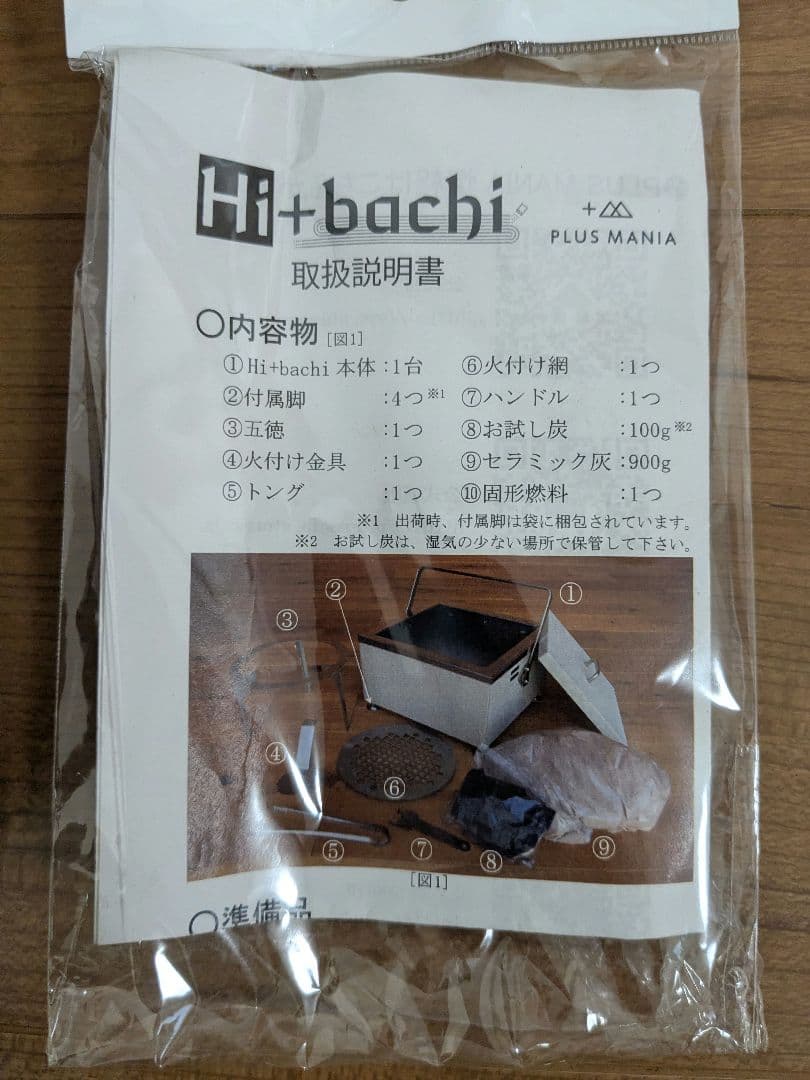 Hi+bachi
PLUS MANIA
取扱説明書
〇内容物 [図1]
①Hi+bachi 本体:1台 ⑥火付け網 :1つ
②付属脚 :4つ※1 ⑦ハンドル :1つ
③五徳 :1つ ⑧お試し炭 :100g※2
④火付け金具 :1つ ⑨セラミック灰:900g
⑤トング :1つ ⑩固形燃料 :1つ
※1 出荷時、付属脚は袋に梱包されています。
※2 お試し炭は、湿気の少ない場所で保管して下さい。
②
①
③
④
⑥
⑤
⑦
⑧
⑨
[図1]
〇準備品